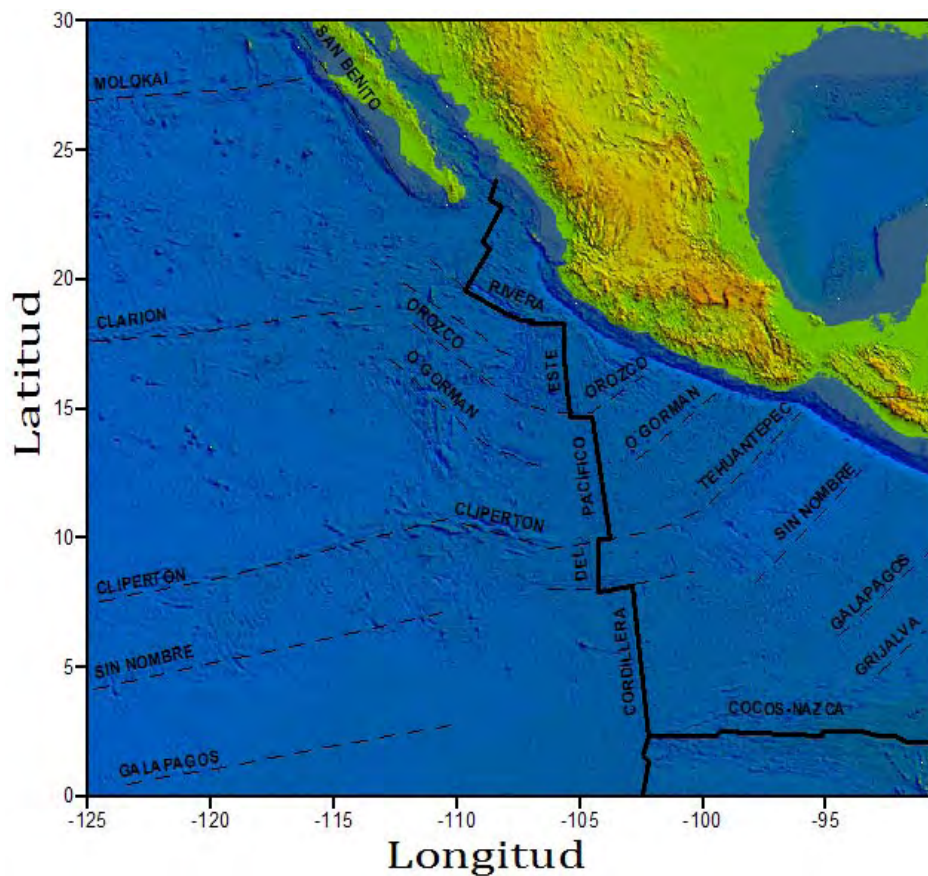 30
25
20
15
10
5
0
Latitud
MOLOKAI
SAN BENITO
CLARION
OROZCO
O GORMAN
RIVERA
OROZCO
O GORMAN
TEHUANTEPEC
SIN NOMBRE
CLIPERTON
CLIPERTON
SIN NOMBRE
GALAPAGOS
CORDILLERA
DEL
PACÍFICO
ESTE
GALAPAGOS
GRIJALVA
COCOS-NAZCA
-125
-120
-115
-110
-105
-100
-95
Longitud